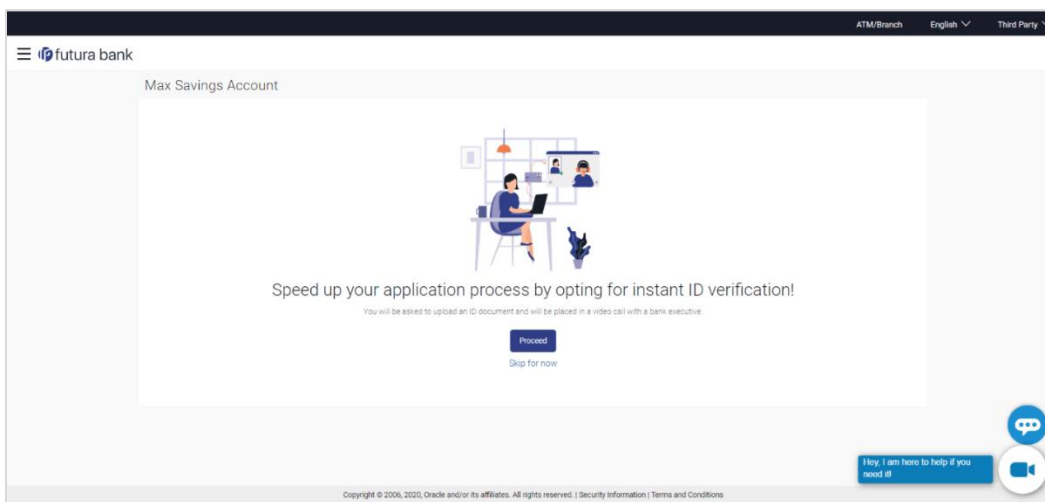 ATM/Branch English Third Party
futura bank
Max Savings Account
Speed up your application process by opting for instant ID verification!
You will be asked to upload an ID document and will be placed in a video call with a bank executive.
Proceed
Skip for now
Hey, I am here to help if you
need it!
Copyright © 2006, 2020, Oracle and/or its affiliates. All rights reserved. | Security Information | Terms and Conditions